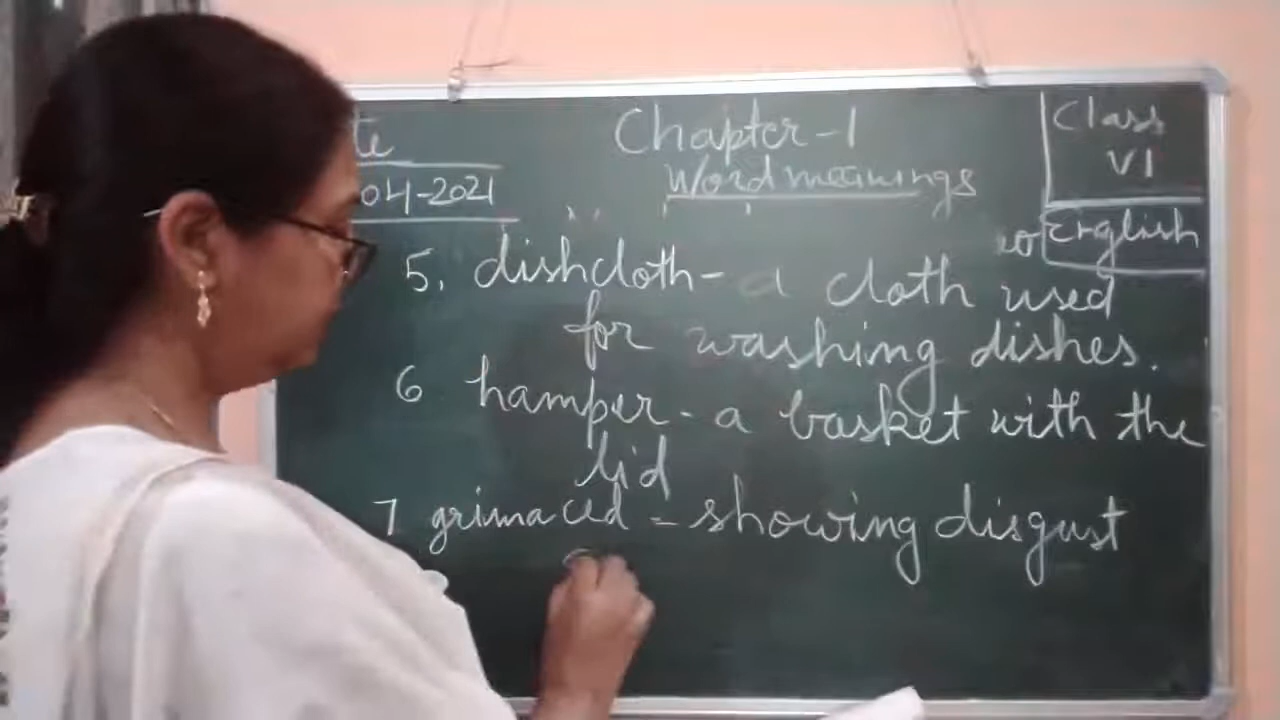 te
04-2021
Chapter-1
Word meanings
Class
VI
English
5. dishcloth - a cloth used
for washing dishes.
6 hamper - a basket with the
lid
7 grimaced - showing disgust